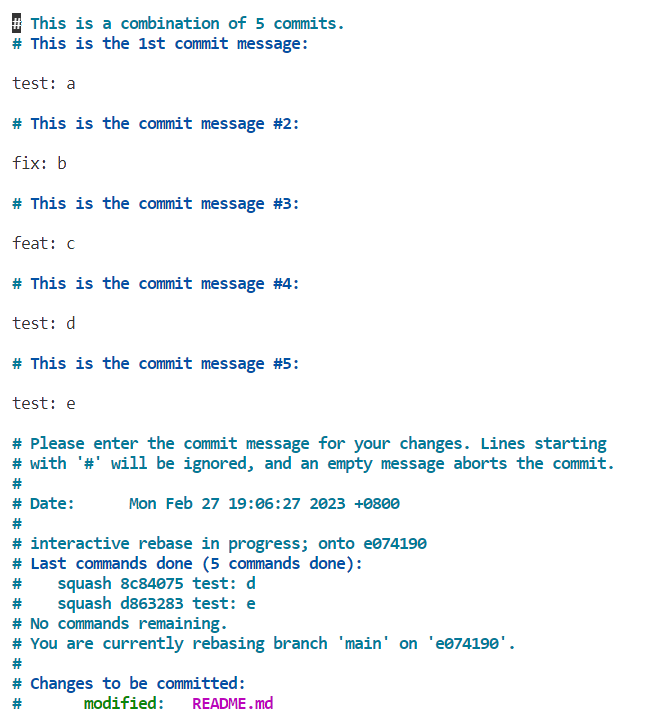 # This is a combination of 5 commits.
# This is the 1st commit message:
test: a
# This is the commit message #2:
fix: b
# This is the commit message #3:
feat: c
# This is the commit message #4:
test: d
# This is the commit message #5:
test: e
# Please enter the commit message for your changes. Lines starting
# with '#' will be ignored, and an empty message aborts the commit.
#
# Date:      Mon Feb 27 19:06:27 2023 +0800
#
# interactive rebase in progress; onto e074190
# Last commands done (5 commands done):
#    squash 8c84075 test: d
#    squash d863283 test: e
# No commands remaining.
# You are currently rebasing branch 'main' on 'e074190'.
#
# Changes to be committed:
#       modified:   README.md